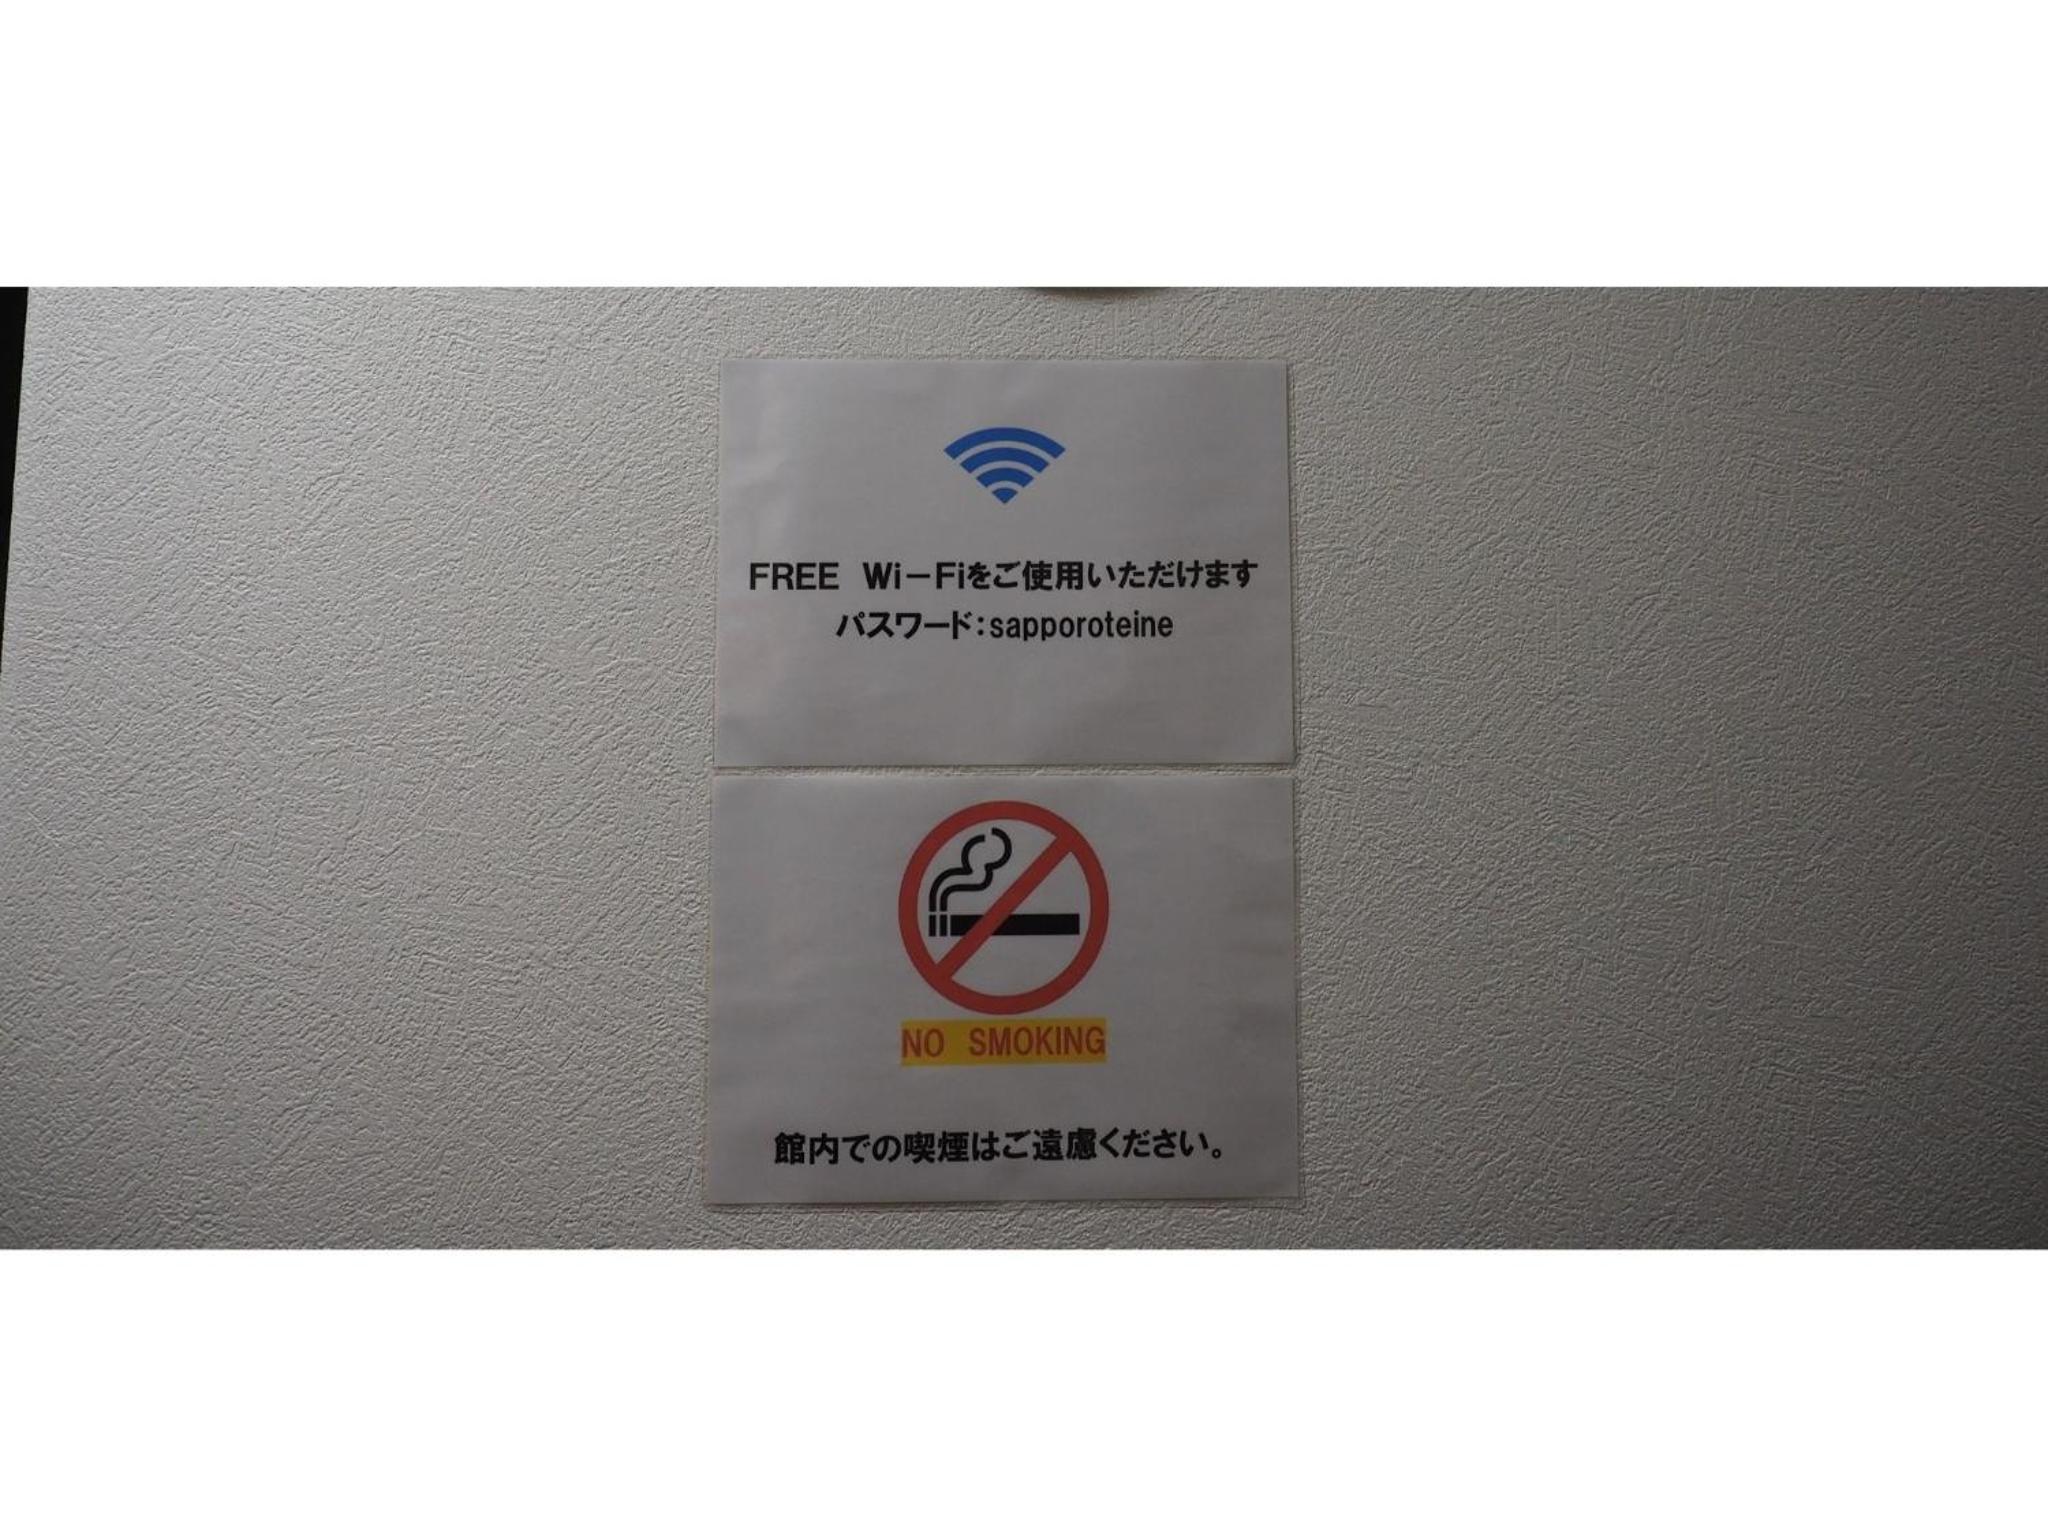 FREE Wi-Fiをご使用いただけます
パスワード：sapporoteine
NO SMOKING
館内での喫煙はご遠慮ください。